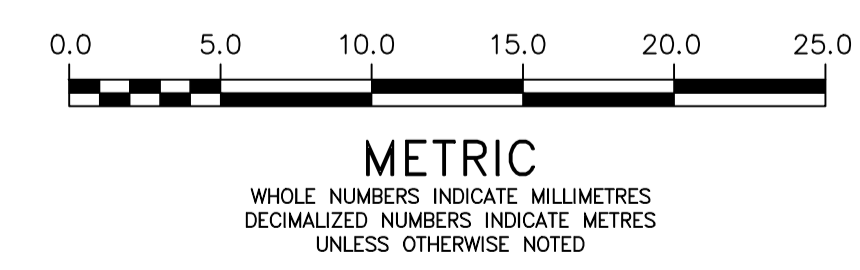 0.0 5.0 10.0 15.0 20.0 25.0
METRIC
WHOLE NUMBERS INDICATE MILLIMETRES
DECIMALIZED NUMBERS INDICATE METRES
UNLESS OTHERWISE NOTED